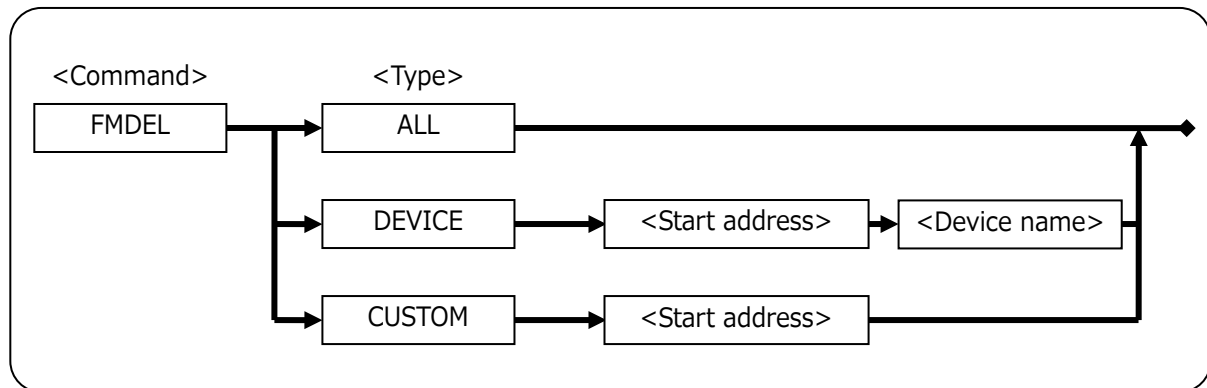 <Command> <Type>
FMDEL ALL
DEVICE <Start address> <Device name>
CUSTOM <Start address>